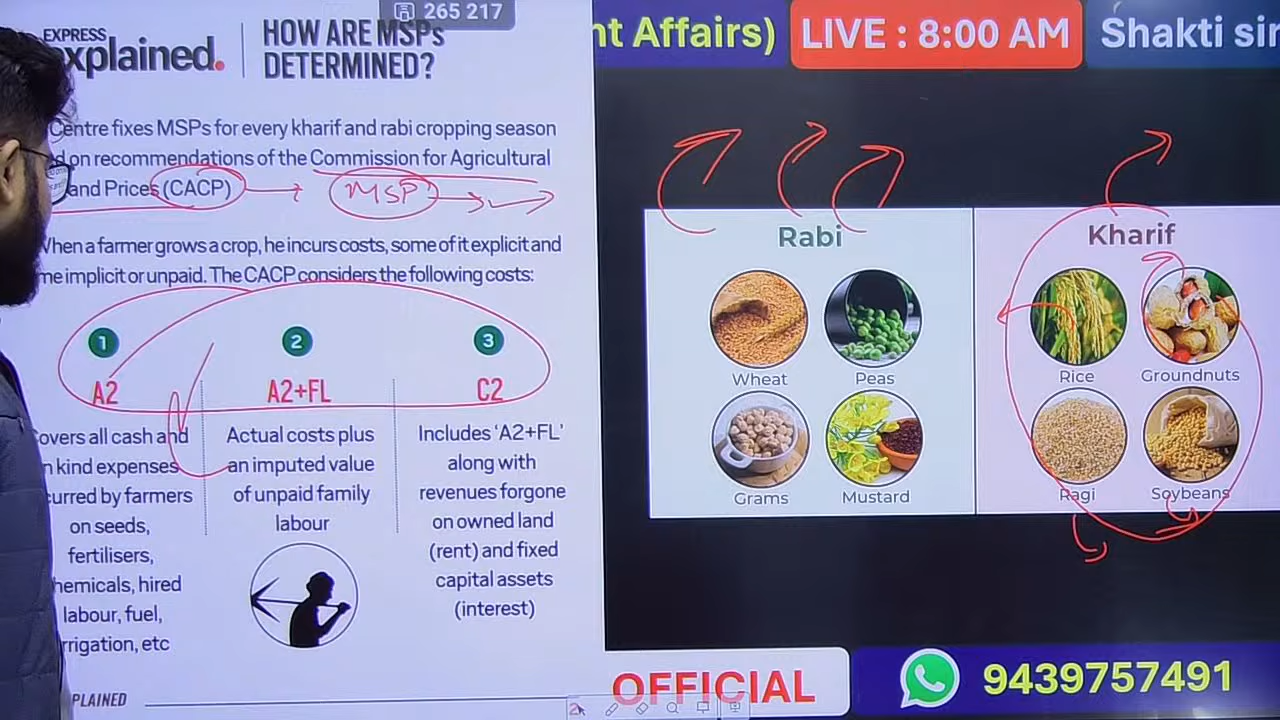 265 217
EXPRESS
explained.
HOW ARE MSPs
DETERMINED?
Centre fixes MSPs for every kharif and rabi cropping season
on recommendations of the Commission for Agricultural
and Prices (CACP)
MSP
When a farmer grows a crop, he incurs costs, some of it explicit and
me implicit or unpaid. The CACP considers the following costs:
1
A2
overs all cash and
n kind expenses
curred by farmers
on seeds,
fertilisers,
hemicals, hired
labour, fuel,
rrigation, etc
2
A2+FL
Actual costs plus
an imputed value
of unpaid family
labour
3
C2
Includes ‘A2+FL’
along with
revenues forgone
on owned land
(rent) and fixed
capital assets
(interest)
PLAINED
nt Affairs)
LIVE : 8:00 AM
Shakti sir
Rabi
Wheat
Peas
Grams
Mustard
Kharif
Rice
Groundnuts
Ragi
Soybeans
OFFICIAL
9439757491